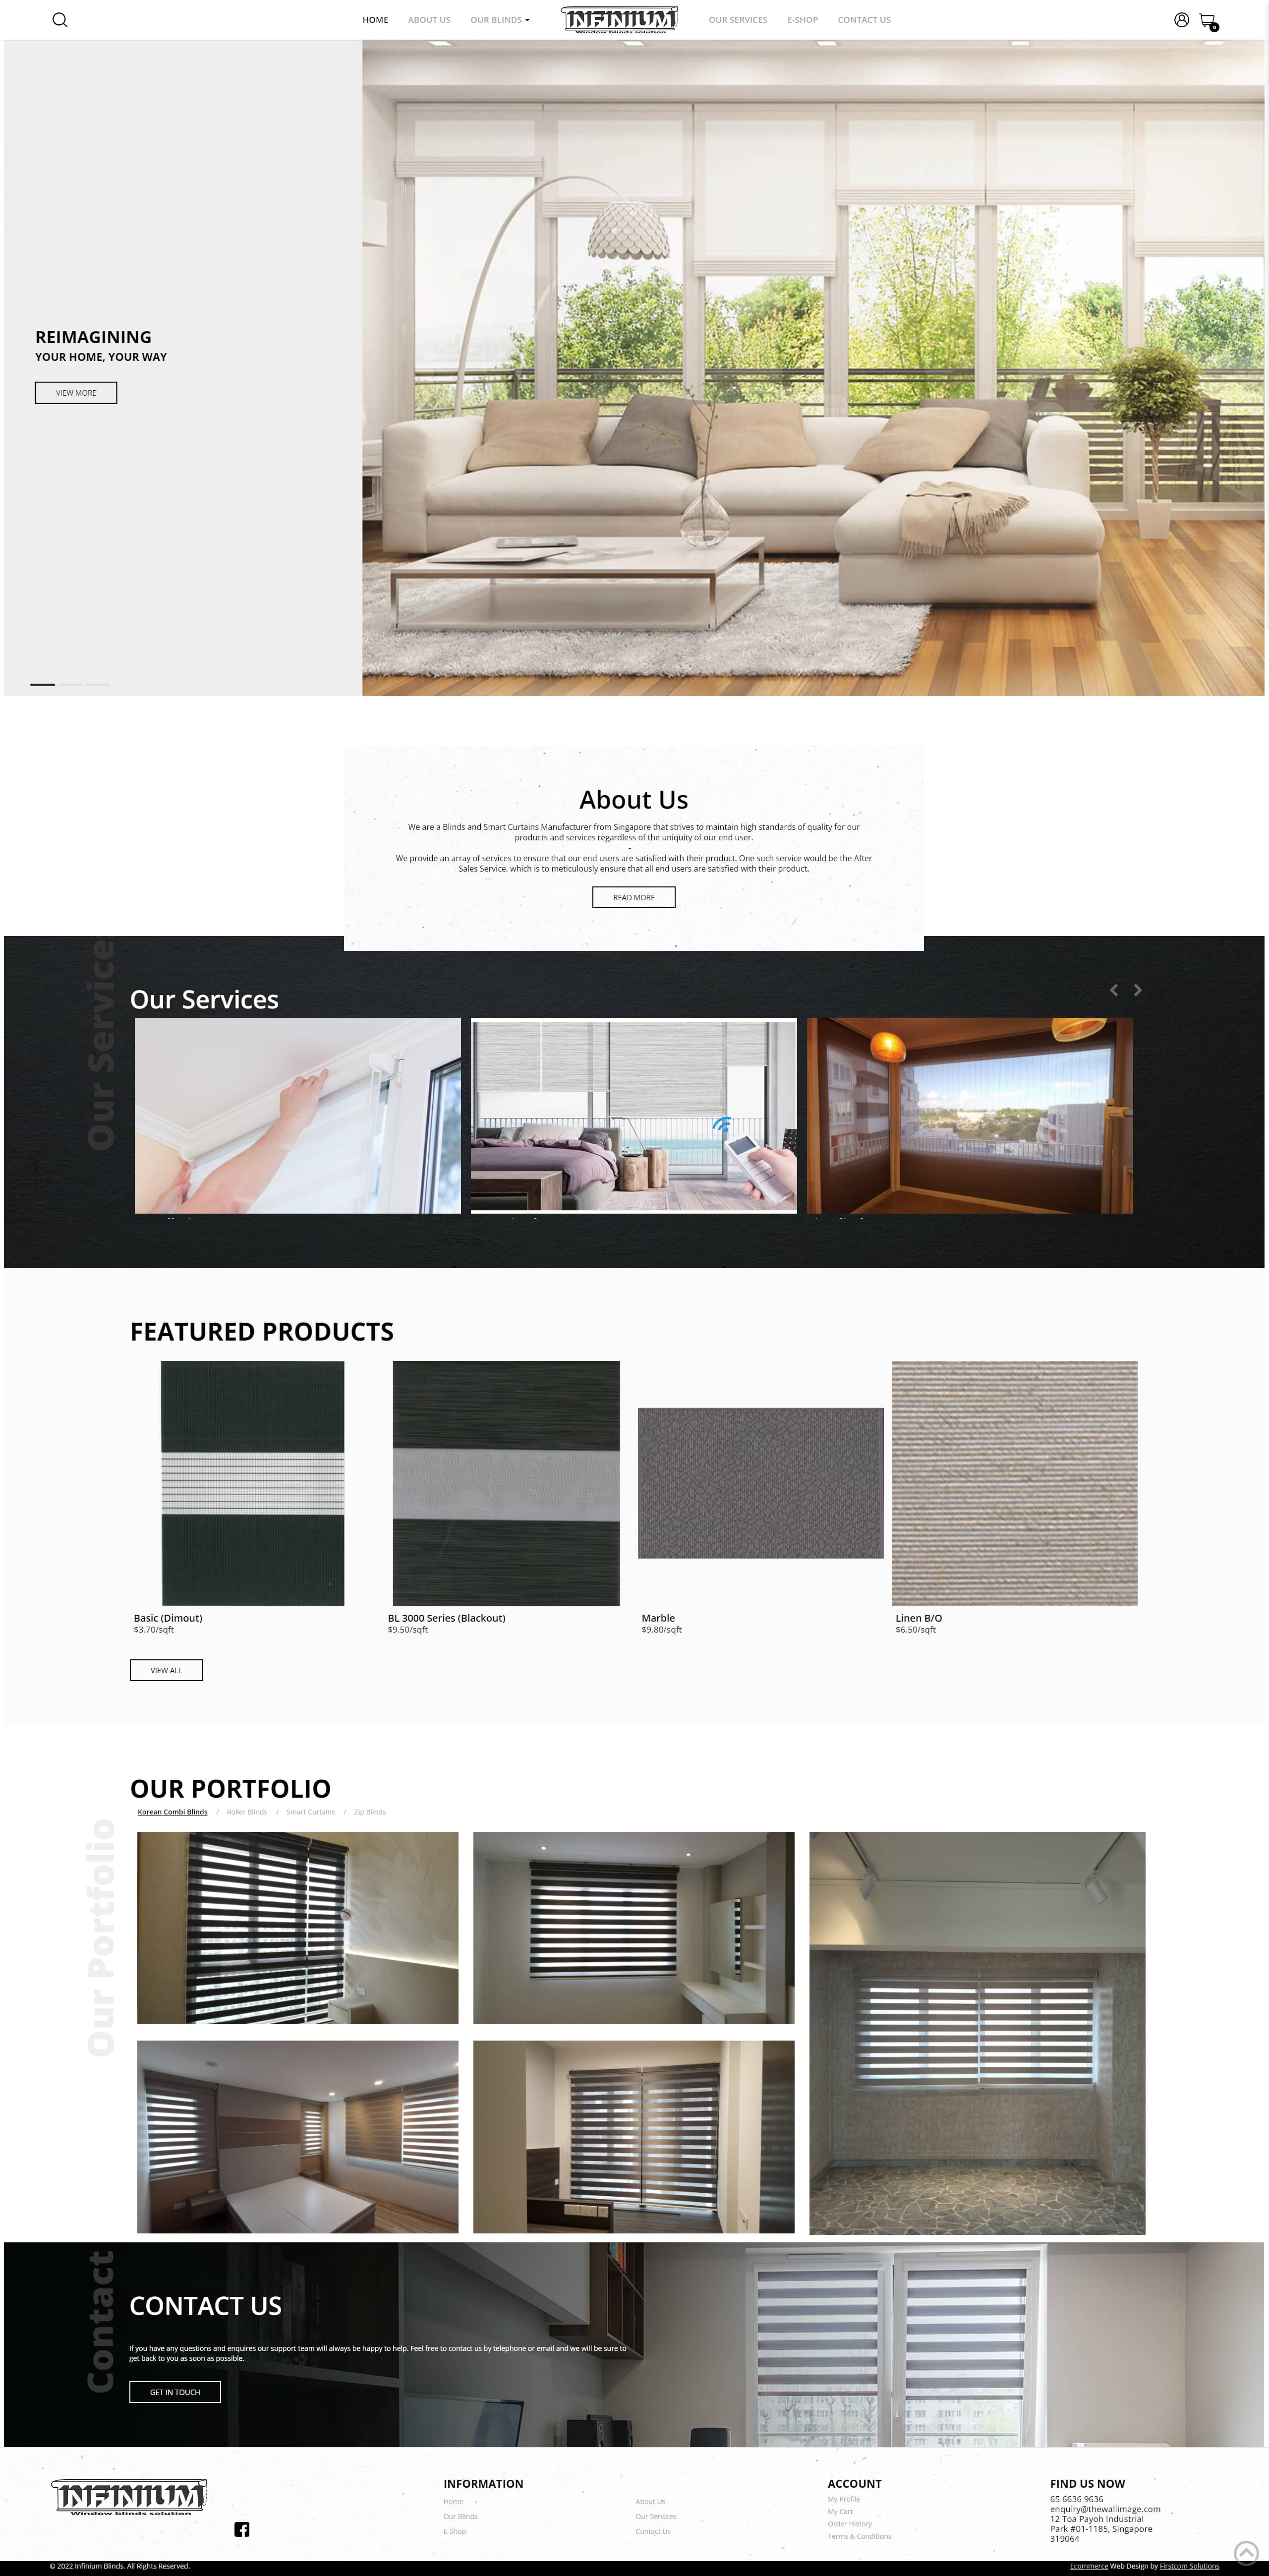 HOME
ABOUT US
OUR BLINDS
INFINIUM
Window blinds solution
OUR SERVICES
E-SHOP
CONTACT US
0
REIMAGINING
YOUR HOME, YOUR WAY
VIEW MORE
About Us
We are a Blinds and Smart Curtains Manufacturer from Singapore that strives to maintain high standards of quality for our
products and services regardless of the uniquity of our end user.
We provide an array of services to ensure that our end users are satisfied with their product. One such service would be the After
Sales Service, which is to meticulously ensure that all end users are satisfied with their product.
READ MORE
Our Service
Our Services
FEATURED PRODUCTS
Basic (Dimout)
$3.70/sqft
BL 3000 Series (Blackout)
$9.50/sqft
Marble
$9.80/sqft
Linen B/O
$6.50/sqft
VIEW ALL
Our Portfolio
OUR PORTFOLIO
Korean Combi Blinds / Roller Blinds / Smart Curtains / Zip Blinds
Contact
CONTACT US
If you have any questions and enquires our support team will always be happy to help. Feel free to contact us by telephone or email and we will be sure to
get back to you as soon as possible.
GET IN TOUCH
INFINIUM
Window blinds solution
INFORMATION
Home
Our Blinds
E-Shop
About Us
Our Services
Contact Us
ACCOUNT
My Profile
My Cart
Order History
Terms & Conditions
FIND US NOW
65 6636 9636
enquiry@thewallimage.com
12 Toa Payoh Industrial
Park #01-1185, Singapore
319064
© 2022 Infinium Blinds. All Rights Reserved.
Ecommerce Web Design by Firstcom Solutions